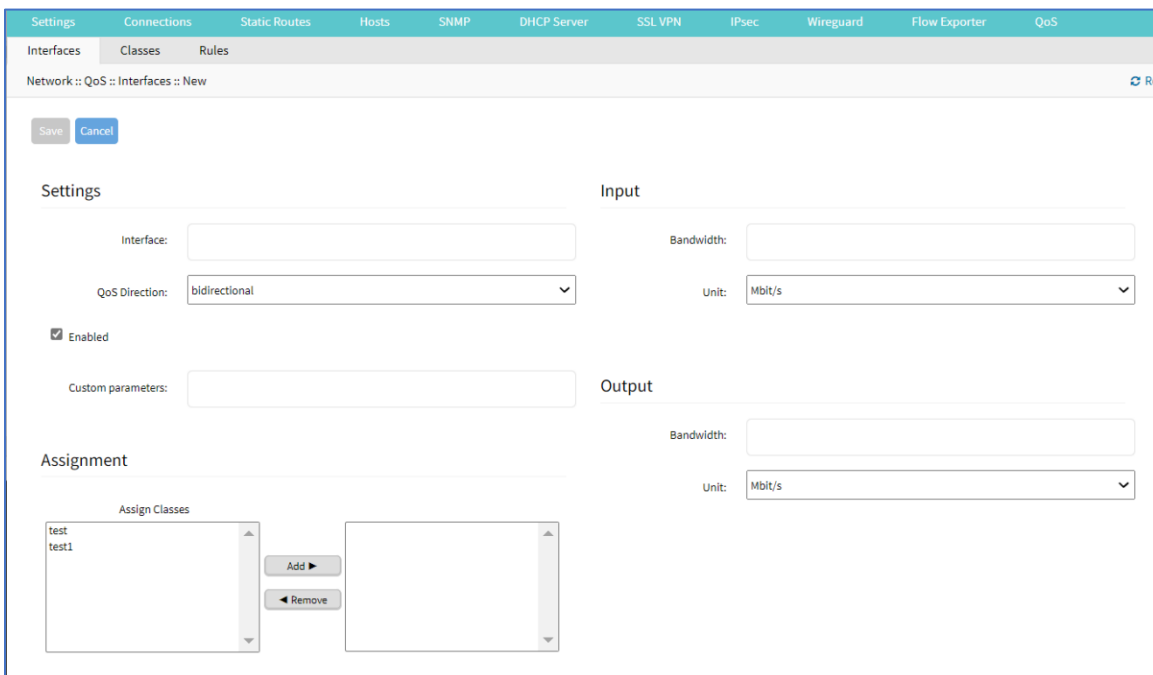 Settings Connections Static Routes Hosts SNMP DHCP Server SSL VPN IPsec Wireguard Flow Exporter QoS
Interfaces Classes Rules
Network :: QoS :: Interfaces :: New
Save Cancel
Settings
Interface:
QoS Direction: bidirectional
Enabled
Custom parameters:
Assignment
Assign Classes
test
test1
Add ►
◄ Remove
Input
Bandwidth:
Unit: Mbit/s
Output
Bandwidth:
Unit: Mbit/s